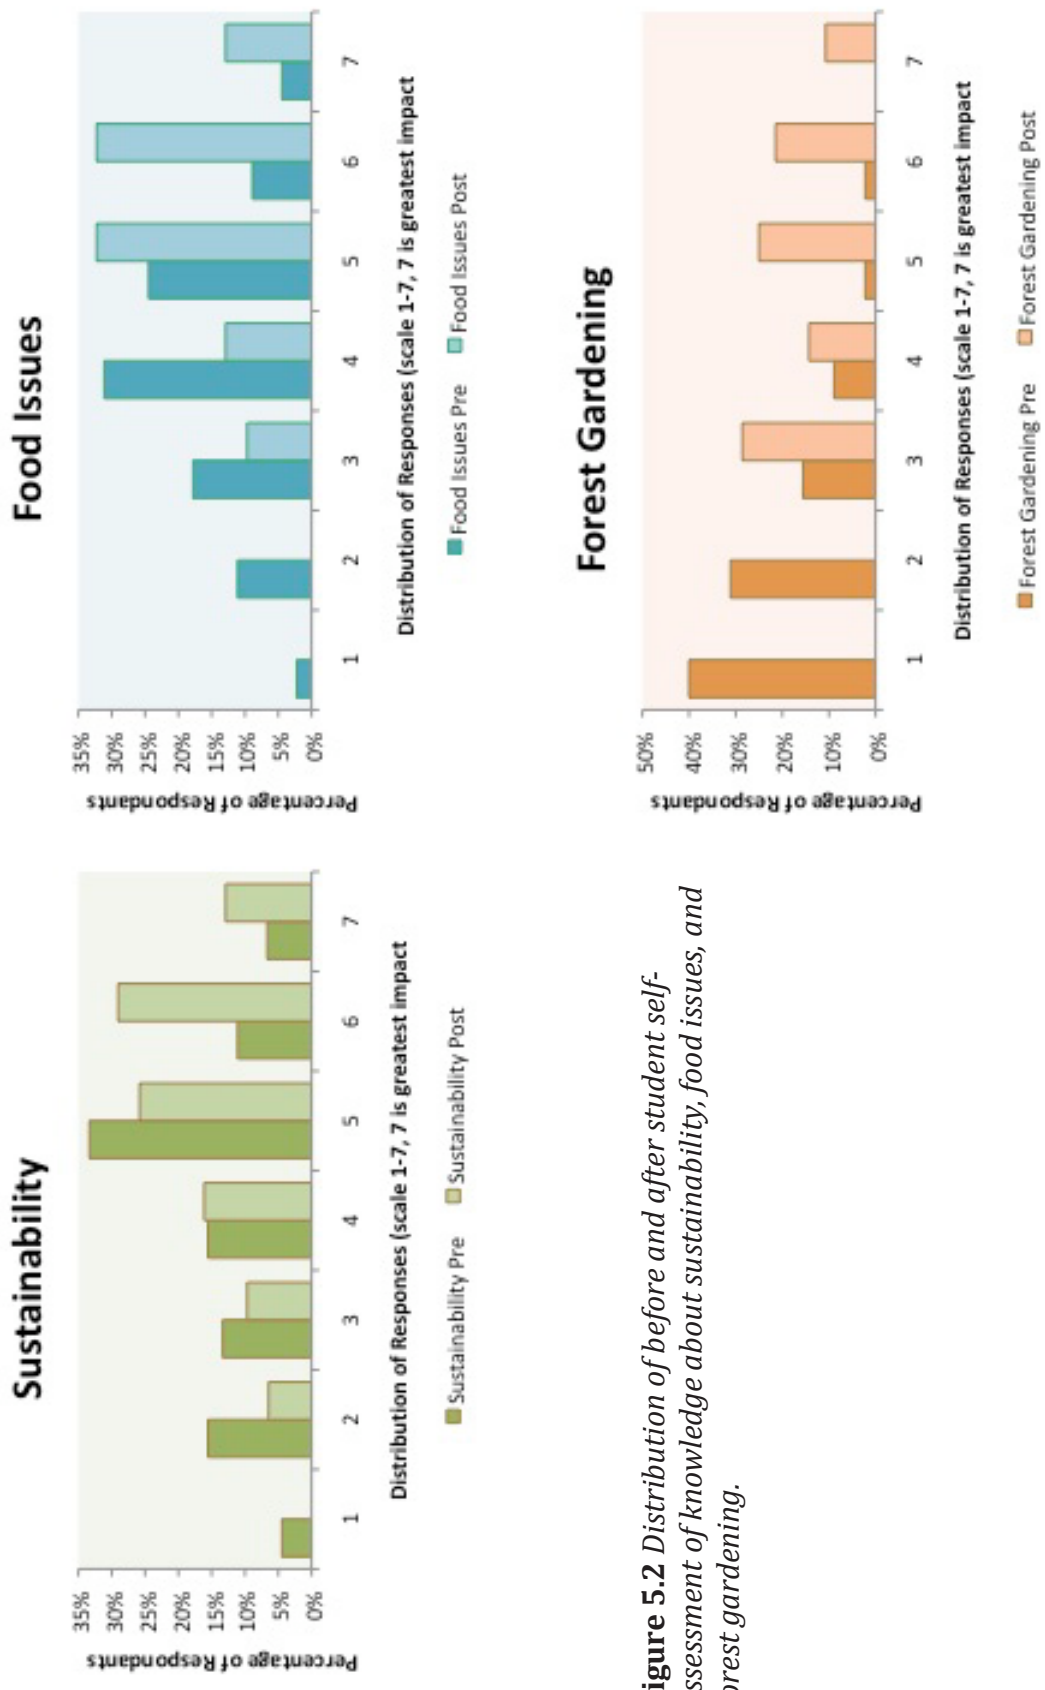 Sustainability
Percentage of Respondants
35%
30%
25%
20%
15%
10%
5%
0%
1 2 3 4 5 6 7
Distribution of Responses (scale 1-7, 7 is greatest impact
Sustainability Pre Sustainability Post
Food Issues
Percentage of Respondants
35%
30%
25%
20%
15%
10%
5%
0%
1 2 3 4 5 6 7
Distribution of Responses (scale 1-7, 7 is greatest impact
Food Issues Pre Food Issues Post
Forest Gardening
Percentage of Respondants
50%
40%
30%
20%
10%
0%
1 2 3 4 5 6 7
Distribution of Responses (scale 1-7, 7 is greatest impact
Forest Gardening Pre Forest Gardening Post
igure 5.2 Distribution of before and after student self-
ssessment of knowledge about sustainability, food issues, and
orest gardening.